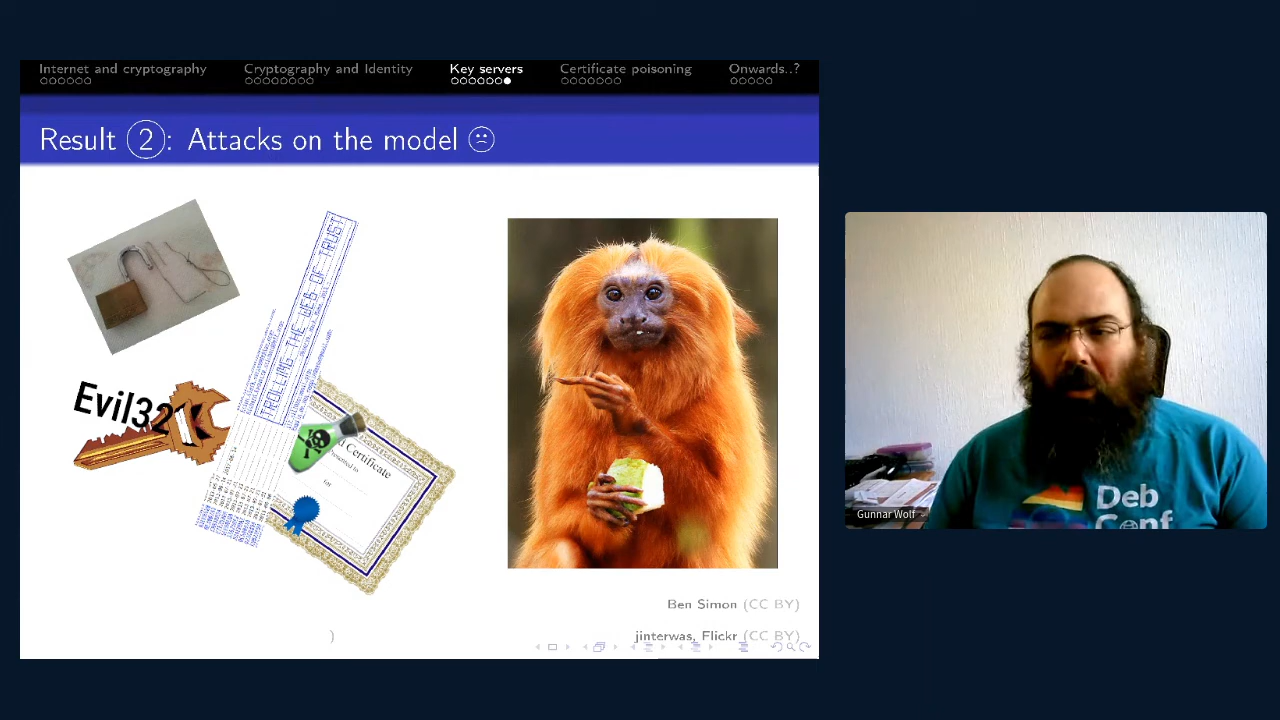 Internet and cryptography
Cryptography and Identity
Key servers
Certificate poisoning
Onwards..?
Result 2: Attacks on the model
TROLLING THE WEB OF TRUST
Evil32
Certificate
Ben Simon (CC BY)
)
jinterwas, Flickr (CC BY)
Gunnar Wolf
Deb
Conf